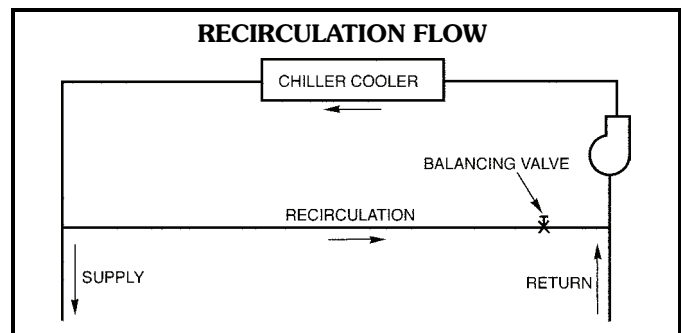 RECIRCULATION FLOW
CHILLER COOLER
BALANCING VALVE
RECIRCULATION
SUPPLY
RETURN